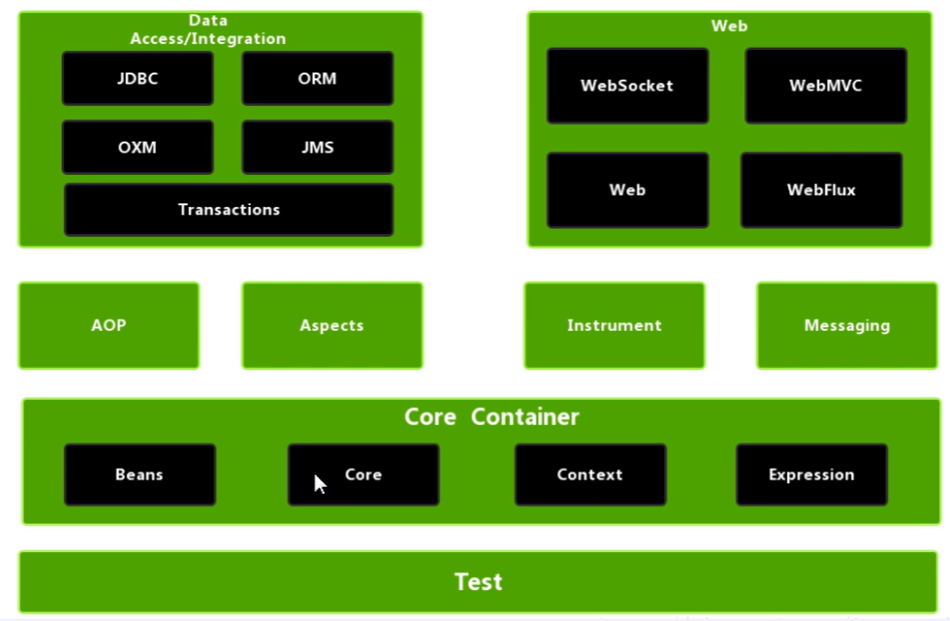 Data
Access/Integration
JDBC
ORM
OXM
JMS
Transactions
Web
WebSocket
WebMVC
Web
WebFlux
AOP
Aspects
Instrument
Messaging
Core Container
Beans
Core
Context
Expression
Test